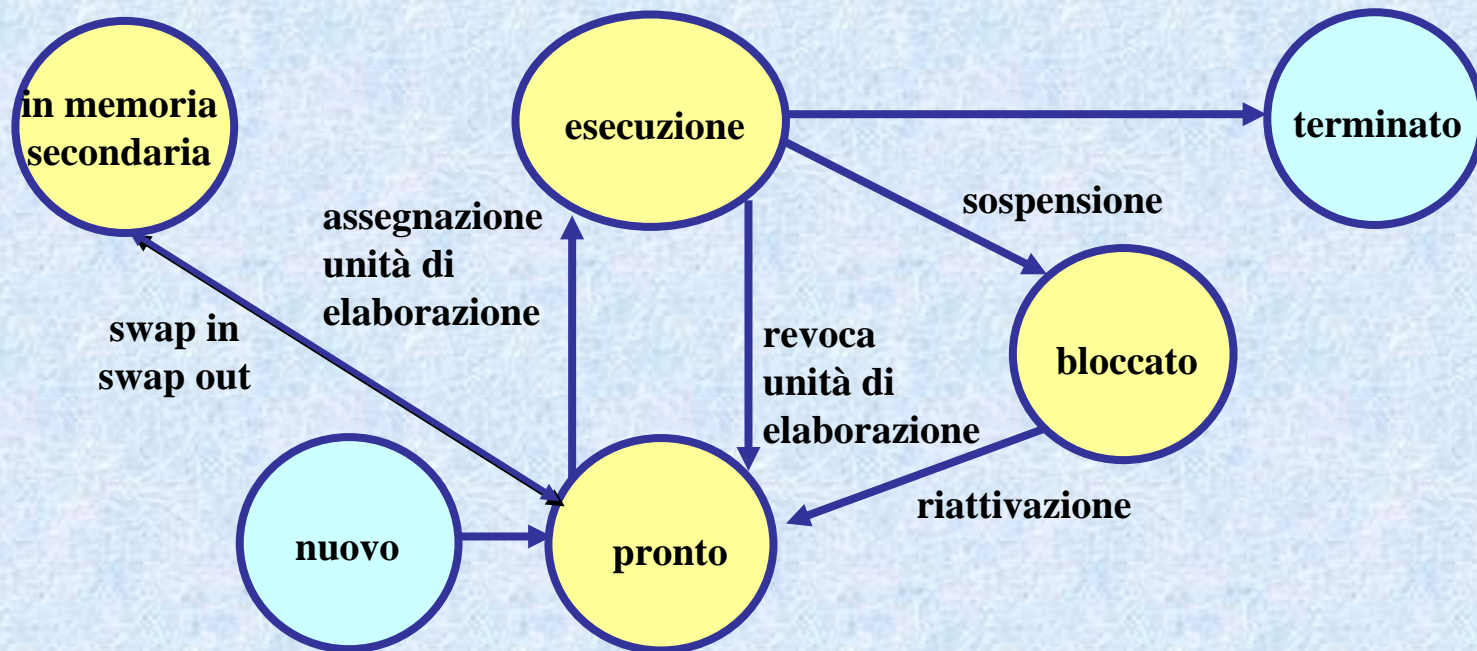 in memoria
secondaria
esecuzione
terminato
assegnazione
unità di
elaborazione
sospensione
swap in
swap out
revoca
unità di
elaborazione
bloccato
riattivazione
nuovo
pronto